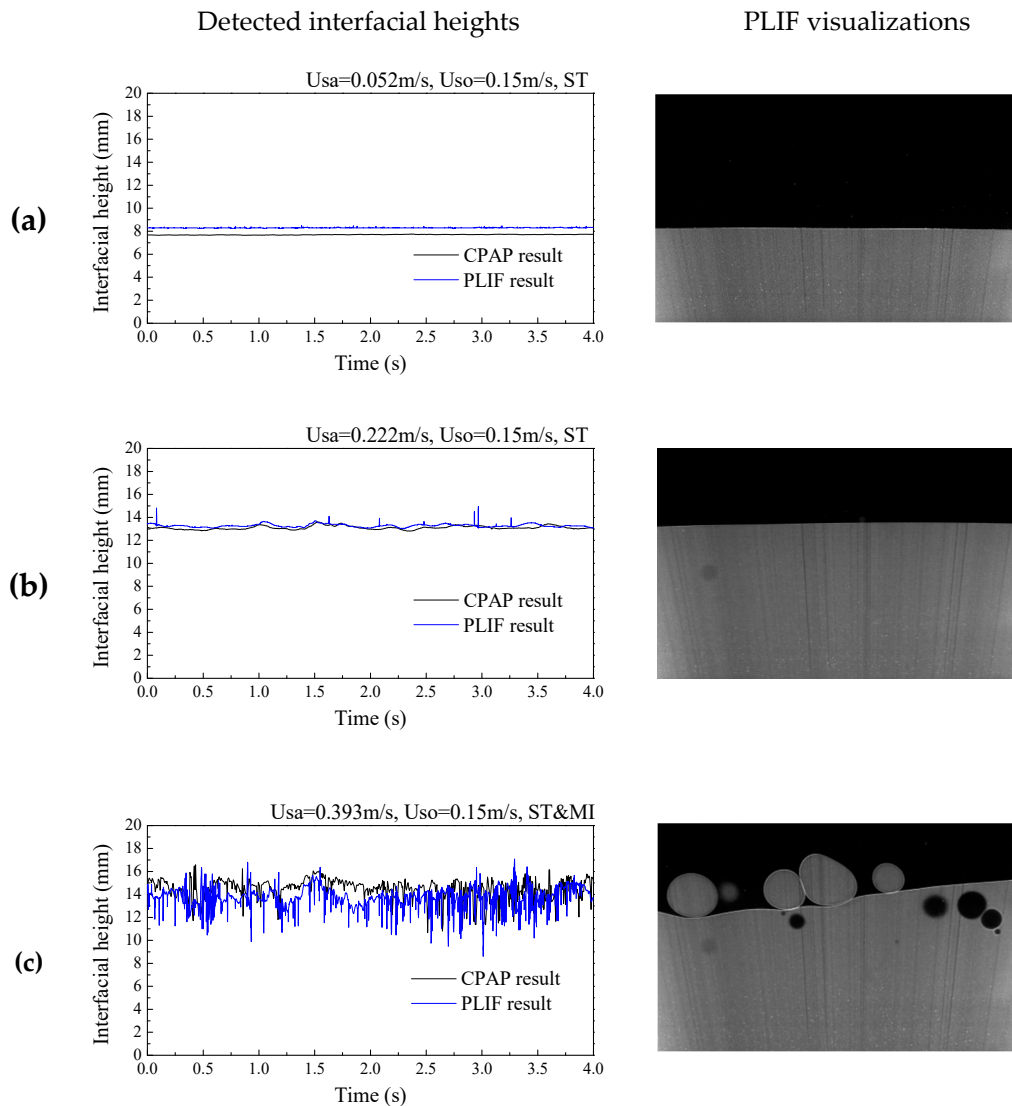 Detected interfacial heights
PLIF visualizations
(a)
Usa=0.052m/s, Uso=0.15m/s, ST
Interfacial height (mm)
20
18
16
14
12
10
8
6
4
2
0
CPAP result
PLIF result
0.0 0.5 1.0 1.5 2.0 2.5 3.0 3.5 4.0
Time (s)
(b)
Usa=0.222m/s, Uso=0.15m/s, ST
Interfacial height (mm)
20
18
16
14
12
10
8
6
4
2
0
CPAP result
PLIF result
0.0 0.5 1.0 1.5 2.0 2.5 3.0 3.5 4.0
Time (s)
(c)
Usa=0.393m/s, Uso=0.15m/s, ST&MI
Interfacial height (mm)
20
18
16
14
12
10
8
6
4
2
0
CPAP result
PLIF result
0.0 0.5 1.0 1.5 2.0 2.5 3.0 3.5 4.0
Time (s)